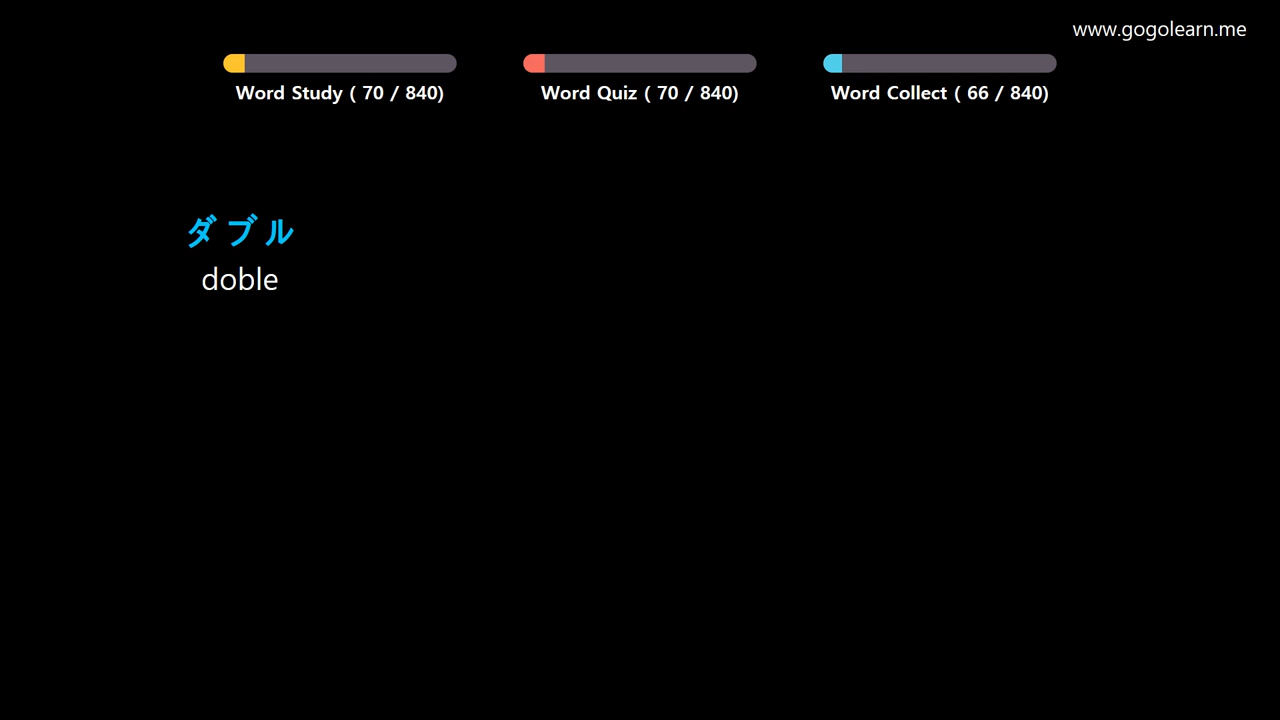 www.gogolearn.me
Word Study ( 70 / 840)
Word Quiz ( 70 / 840)
Word Collect ( 66 / 840)
ダブル
doble